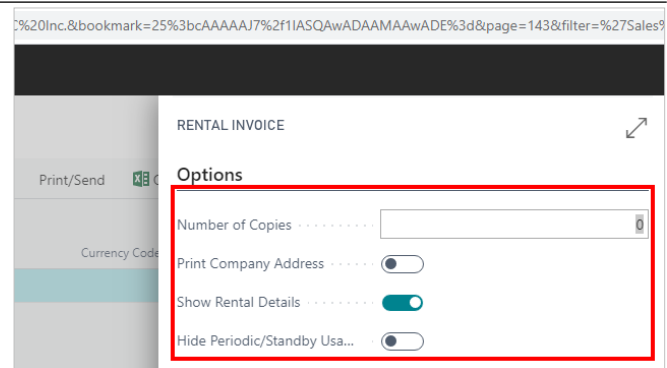 C%20Inc.&bookmark=25%3bcAAAAAJ7%2f1IASQAwADAAMAAwADE%3d&page=143&filter=%27Sales%
RENTAL INVOICE
Print/Send
Options
Number of Copies 0
Currency Code
Print Company Address
Show Rental Details
Hide Periodic/Standby Usa...